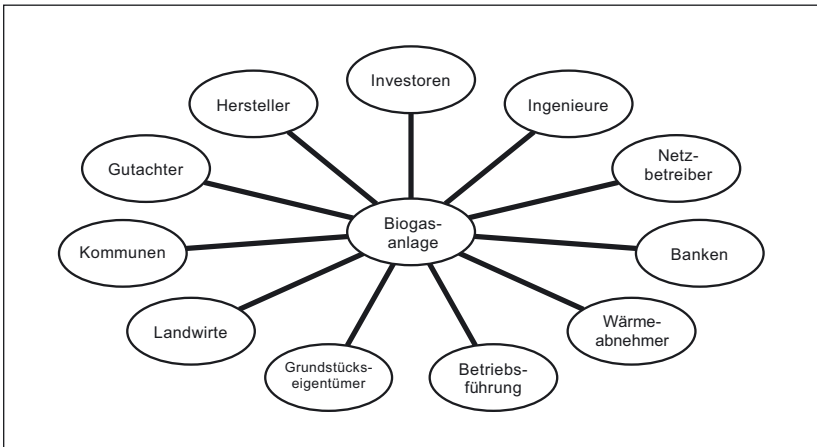 Investoren
Hersteller
Ingenieure
Gutachter
Netz-
betreiber
Biogas-
anlage
Kommunen
Banken
Landwirte
Wärme-
abnehmer
Grundstücks-
eigentümer
Betriebs-
führung